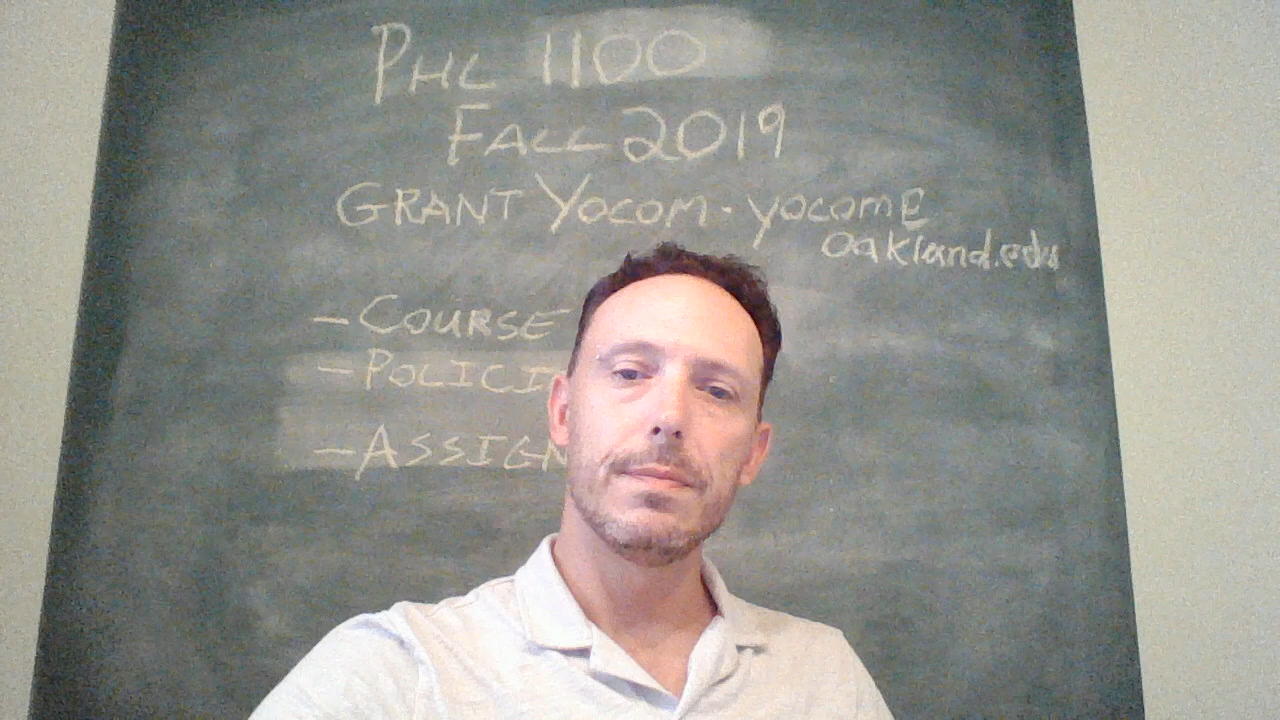 PHL 1100
FALL 2019
GRANT YOCOM - yocom@
oakland.edu
- COURSE
- POLICI
- ASSIGN